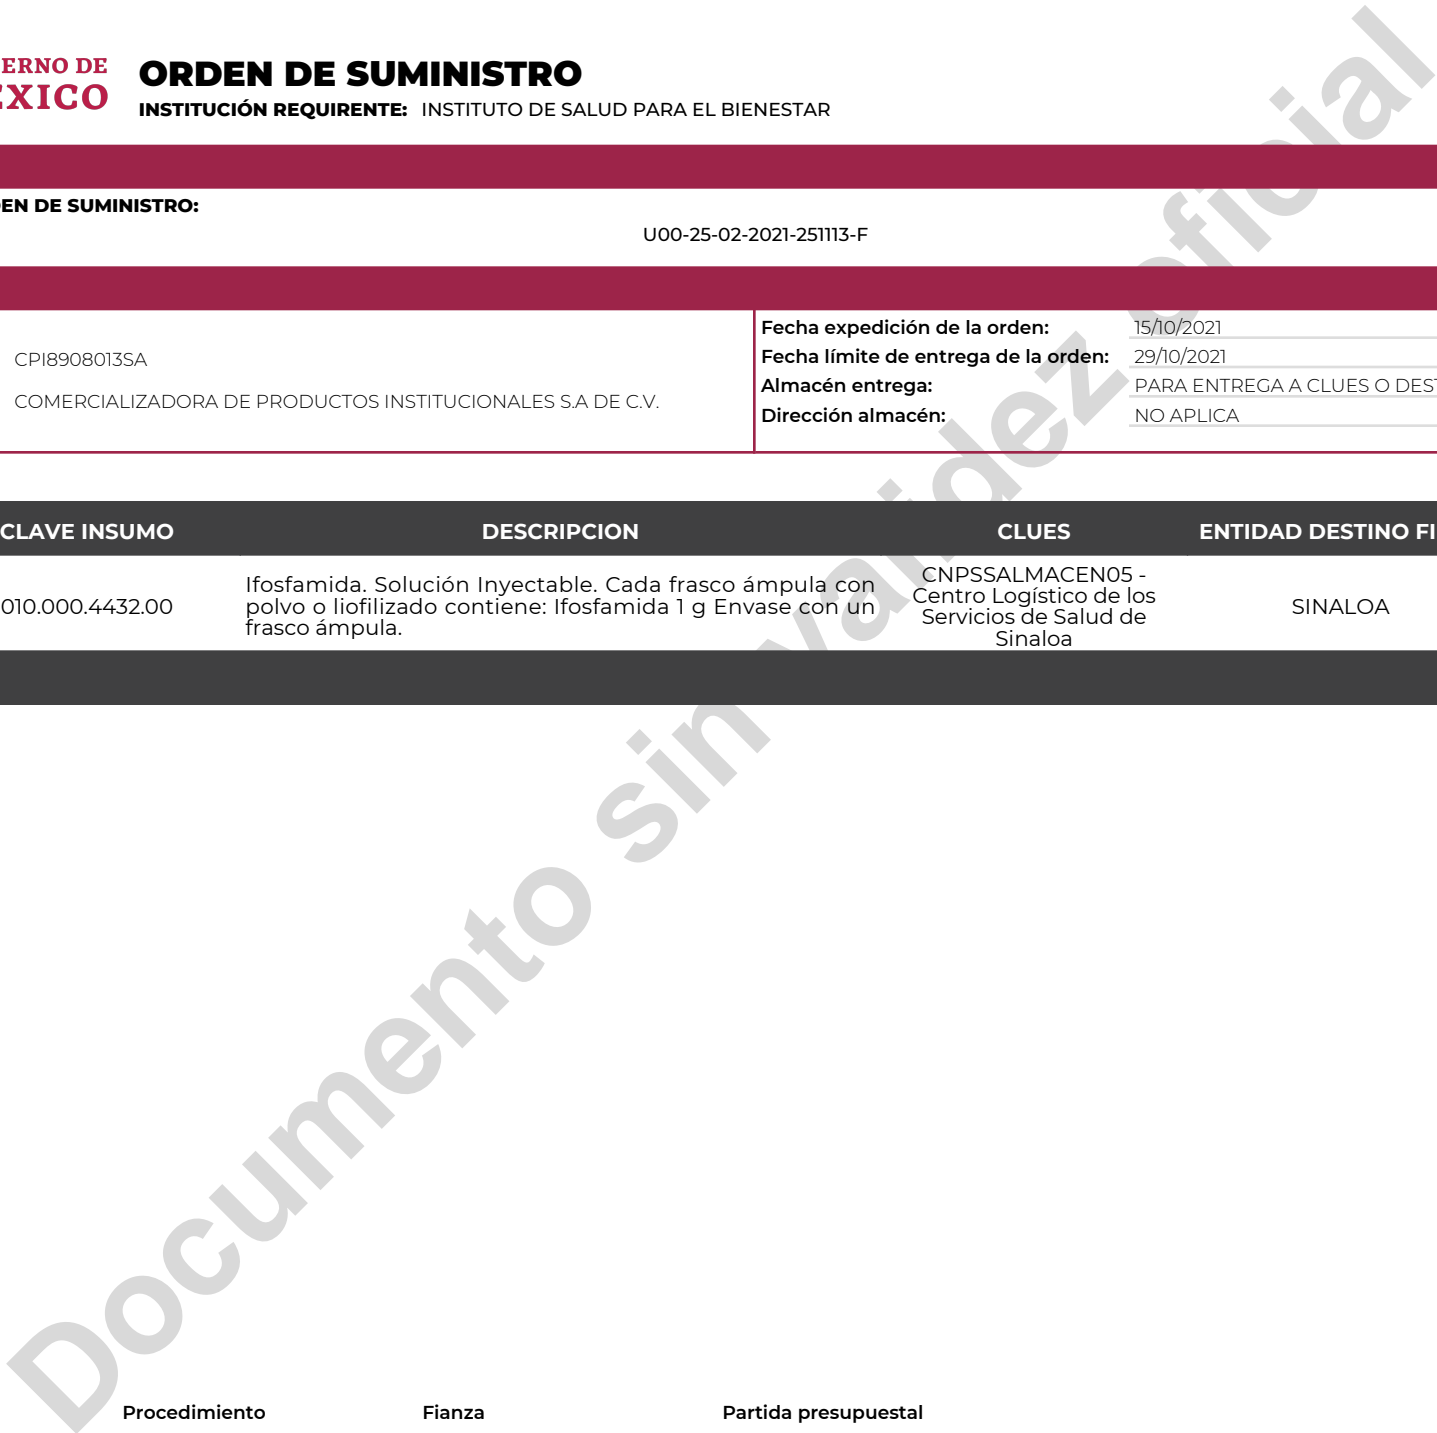 ERNO DE
ÉXICO
ORDEN DE SUMINISTRO
INSTITUCIÓN REQUIRENTE: INSTITUTO DE SALUD PARA EL BIENESTAR
EN DE SUMINISTRO:
U00-25-02-2021-251113-F
CPI8908013SA
COMERCIALIZADORA DE PRODUCTOS INSTITUCIONALES S.A DE C.V.
Fecha expedición de la orden: 15/10/2021
Fecha límite de entrega de la orden: 29/10/2021
Almacén entrega: PARA ENTREGA A CLUES O DEST
Dirección almacén: NO APLICA
CLAVE INSUMO DESCRIPCION CLUES ENTIDAD DESTINO FI
010.000.4432.00
Ifosfamida. Solución Inyectable. Cada frasco ámpula con
polvo o liofilizado contiene: Ifosfamida 1 g Envase con un
frasco ámpula.
CNPSSALMACEN05 -
Centro Logístico de los
Servicios de Salud de
Sinaloa
SINALOA
Documento sin validez oficial
Procedimiento Fianza Partida presupuestal